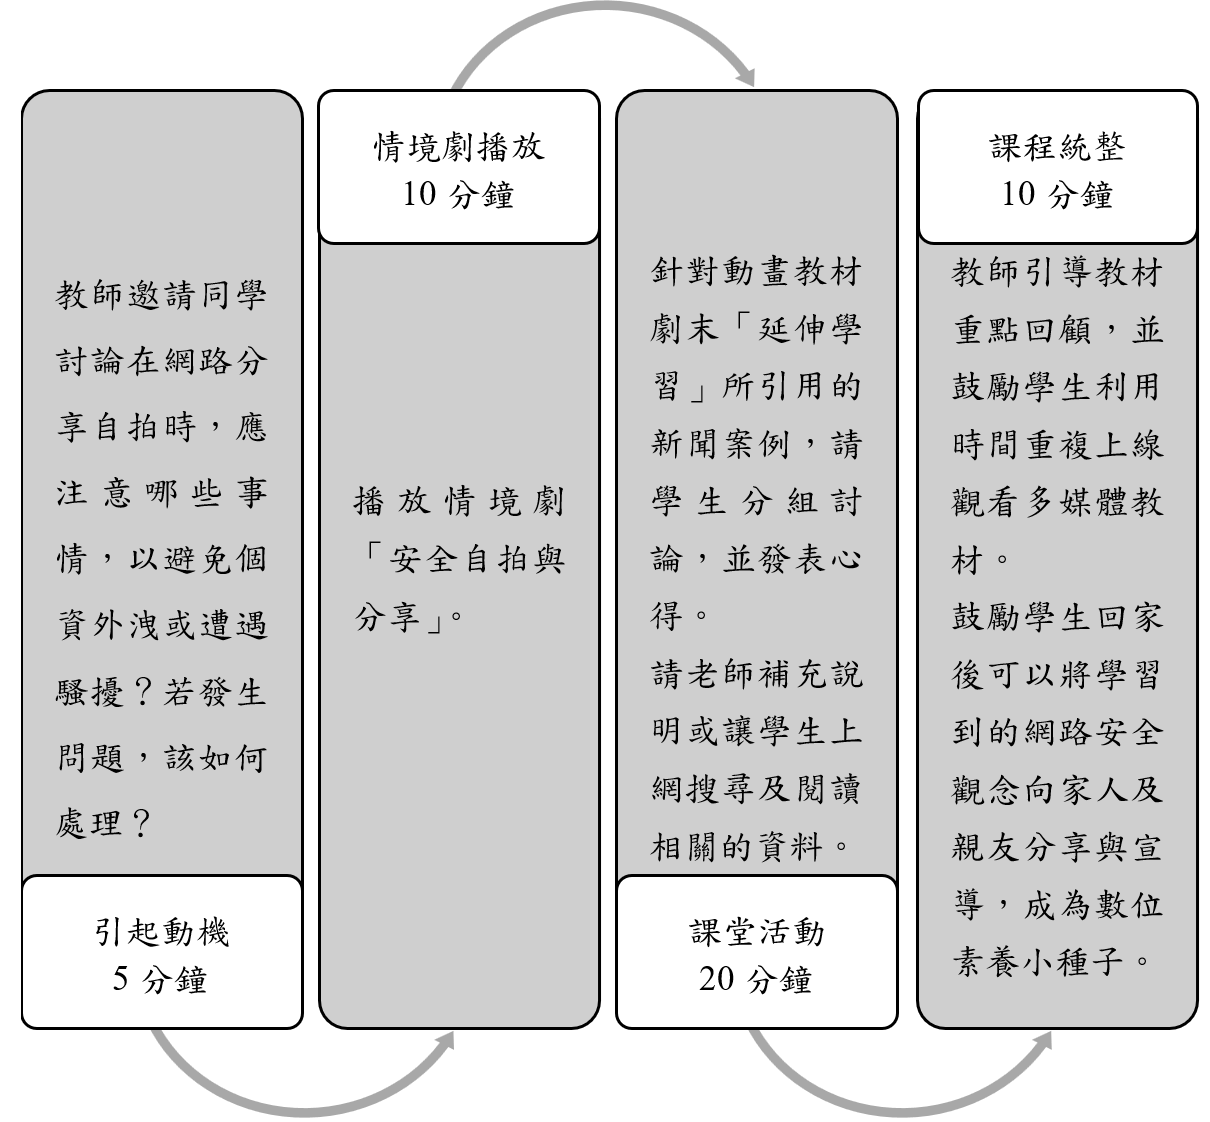 教師邀請同學
討論在網路分
享自拍時，應
注意哪些事
情，以避免個
資外洩或遭遇
騷擾？若發生
問題，該如何
處理？
引起動機
5 分鐘
情境劇播放
10 分鐘
播放情境劇
「安全自拍與
分享」。
針對動畫教材
劇末「延伸學
習」所引用的
新聞案例，請
學生分組討
論，並發表心
得。
請老師補充說
明或讓學生上
網搜尋及閱讀
相關的資料。
課堂活動
20 分鐘
課程統整
10 分鐘
教師引導教材
重點回顧，並
鼓勵學生利用
時間重複上線
觀看多媒體教
材。
鼓勵學生回家
後可以將學習
到的網路安全
觀念向家人及
親友分享與宣
導，成為數位
素養小種子。